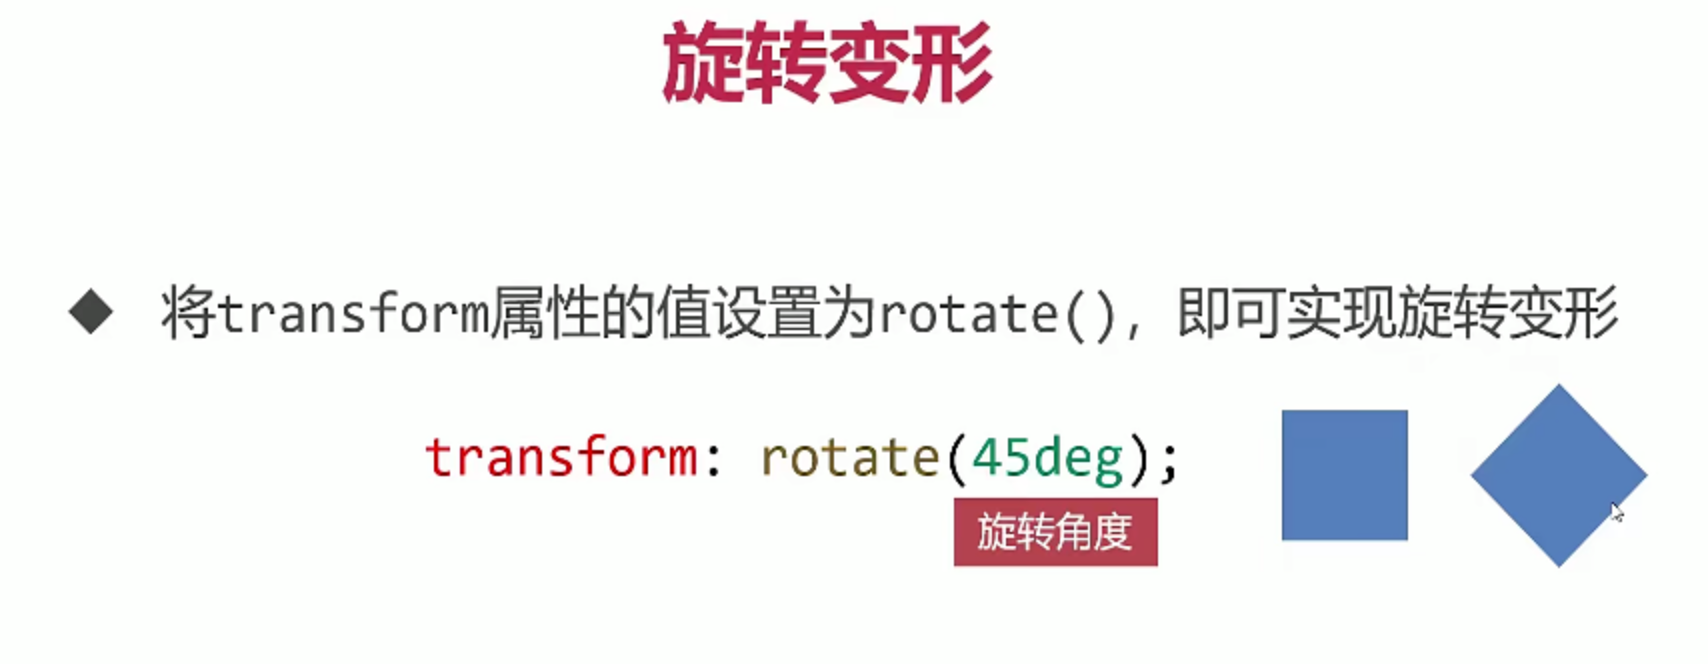 旋转变形
将transform属性的值设置为rotate()，即可实现旋转变形
transform: rotate(45deg);
旋转角度